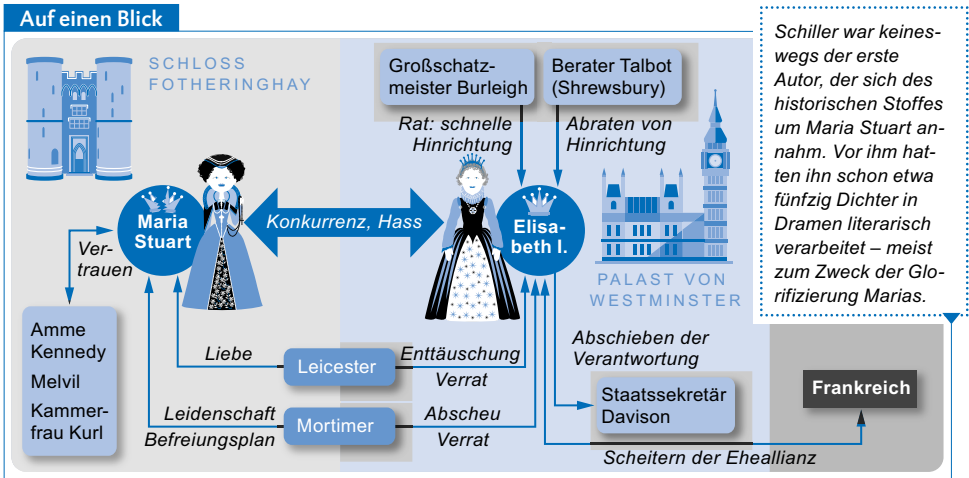 Auf einen Blick
SCHLOSS
FOTHERINGHAY
Großschatz-
meister Burleigh
Berater Talbot
(Shrewsbury)
Rat: schnelle
Hinrichtung
Abraten von
Hinrichtung
Schiller war keines-
wegs der erste
Autor, der sich des
historischen Stoffes
um Maria Stuart an-
nahm. Vor ihm hat-
ten ihn schon etwa
fünfzig Dichter in
Dramen literarisch
verarbeitet – meist
zum Zweck der Glo-
rifizierung Marias.
Maria
Stuart
Konkurrenz, Hass
Elisa-
beth I.
PALAST VON
WESTMINSTER
Ver-
trauen
Amme
Kennedy
Melvil
Kammer-
frau Kurl
Liebe
Leicester
Enttäuschung
Verrat
Leidenschaft
Befreiungsplan
Mortimer
Abscheu
Verrat
Abschieben der
Verantwortung
Staatssekretär
Davison
Frankreich
Scheitern der Eheallianz